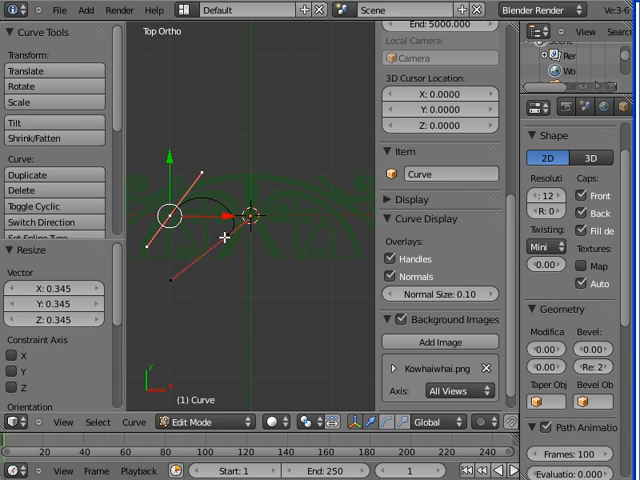 File Add Render Help
Default
Scene
Blender Render
Ve:3-6
Curve Tools
Transform:
Translate
Rotate
Scale
Tilt
Shrink/Fatten
Curve:
Duplicate
Delete
Toggle Cyclic
Switch Direction
Set Spline Type
Resize
Vector
X: 0.345
Y: 0.345
Z: 0.345
Constraint Axis
X
Y
Z
Orientation
Top Ortho
y
x
(1) Curve
End: 5000.000
Local Camera:
Camera
3D Cursor Location:
X: 0.0000
Y: 0.0000
Z: 0.0000
Item
Curve
Display
Curve Display
Overlays:
Handles
Normals
Normal Size: 0.10
Background Images
Add Image
Kowhaiwhai.png
Axis: All Views
View Search
Scene
Rer
Wo
Shape
2D 3D
Resoluti Caps:
: 12 Front
R: 0 Back
Twisting: Fill de
Mini Textures:
0.00 Map
Auto
Geometry
Modifica Bevel:
0.00 0.00
0.00 Re: 2
Taper Obj Bevel Ob
Path Animatio
Frames: 100
Evaluatio: 0.000
View Select Curve Edit Mode Global
20 40 60 80 100 120 140 160 180 200 220 240
View Frame Playback Start: 1 End: 250 1